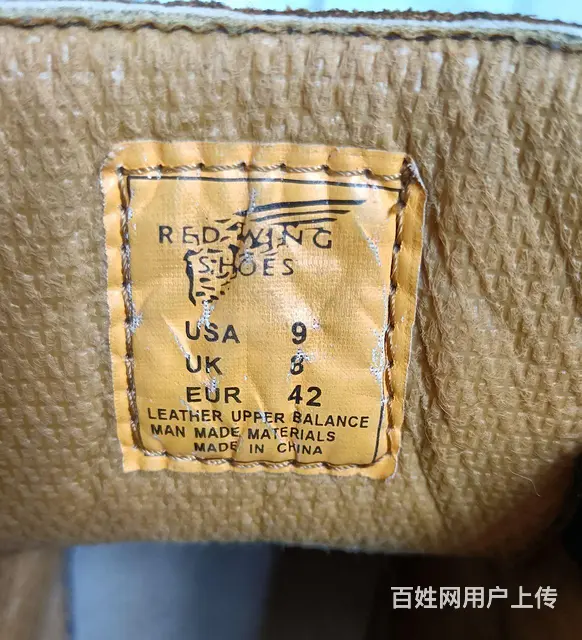 RED WING
SHOES
USA 9
UK 8
EUR 42
LEATHER UPPER BALANCE
MAN MADE MATERIALS
MADE IN CHINA
百姓网用户上传